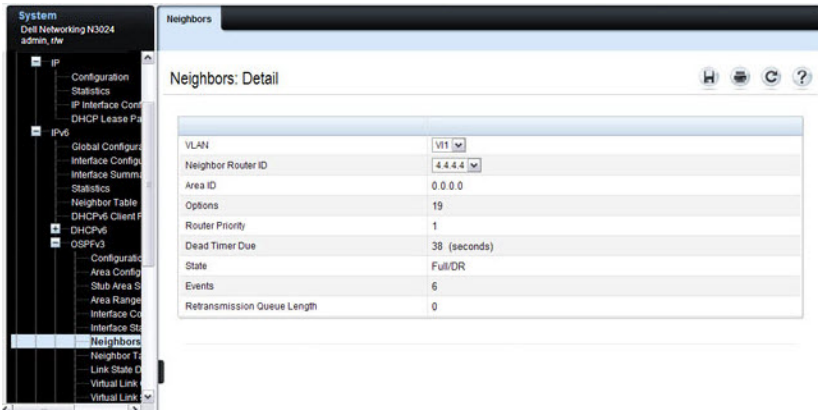 System
Dell Networking N3024
admin, r/w
IP
Configuration
Statistics
IP Interface Conf
DHCP Lease Pa
IPv6
Global Configura
Interface Configu
Interface Summa
Statistics
Neighbor Table
DHCPv6 Client P
DHCPv6
OSPFv3
Configuratio
Area Config
Stub Area S
Area Range
Interface Co
Interface Sta
Neighbors
Neighbor Ta
Link State D
Virtual Link
Virtual Link
Neighbors
Neighbors: Detail
VLAN Vl1
Neighbor Router ID 4.4.4.4
Area ID 0.0.0.0
Options 19
Router Priority 1
Dead Timer Due 38 (seconds)
State Full/DR
Events 6
Retransmission Queue Length 0